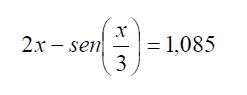 2x − sen(x/3) = 1,085